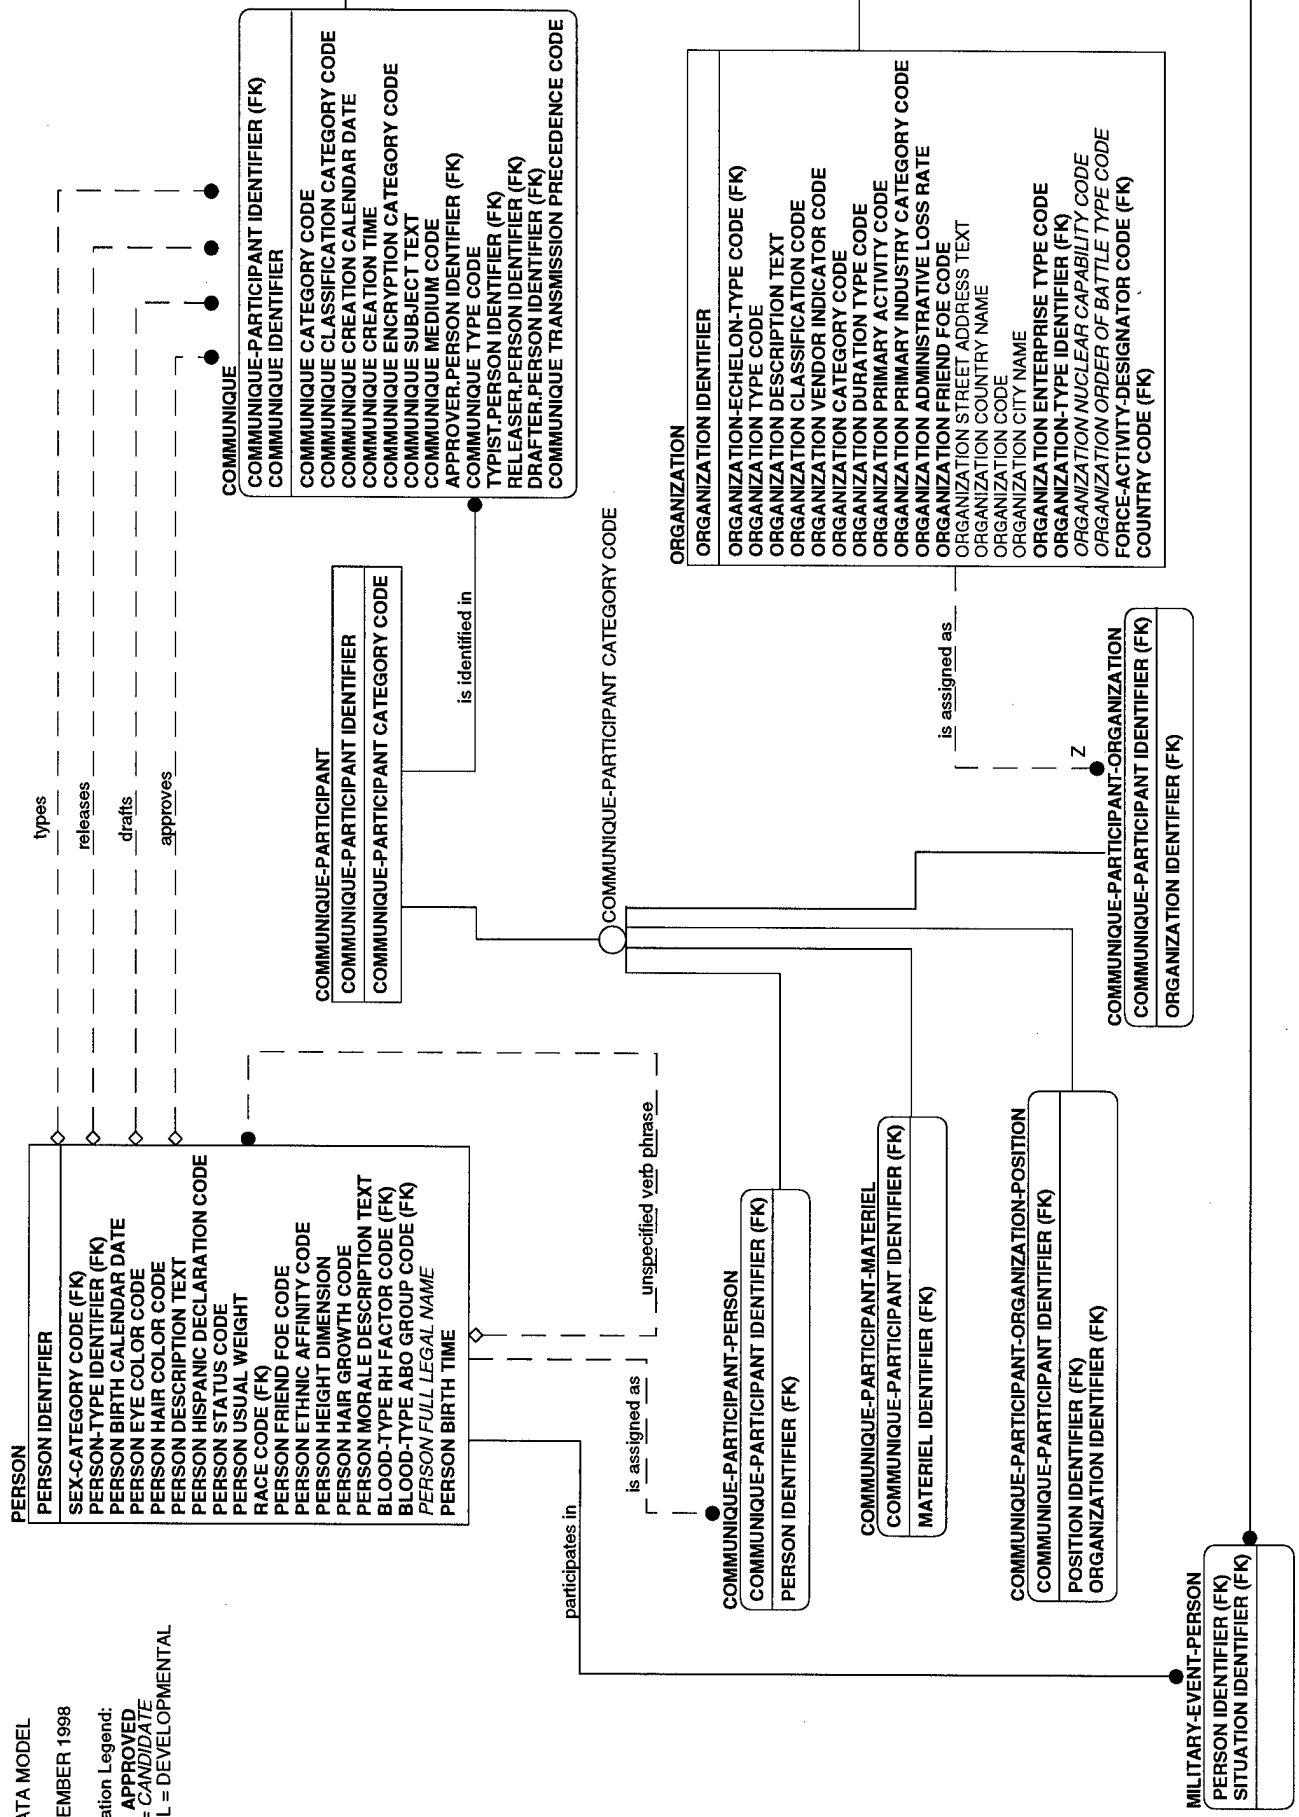 ATA MODEL
EMBER 1998
ation Legend:
APPROVED
= CANDIDATE
L = DEVELOPMENTAL
PERSON
PERSON IDENTIFIER
SEX-CATEGORY CODE (FK)
PERSON-TYPE IDENTIFIER (FK)
PERSON BIRTH CALENDAR DATE
PERSON EYE COLOR CODE
PERSON HAIR COLOR CODE
PERSON DESCRIPTION TEXT
PERSON HISPANIC DECLARATION CODE
PERSON STATUS CODE
PERSON USUAL WEIGHT
RACE CODE (FK)
PERSON FRIEND FOE CODE
PERSON ETHNIC AFFINITY CODE
PERSON HEIGHT DIMENSION
PERSON HAIR GROWTH CODE
PERSON MORALE DESCRIPTION TEXT
BLOOD-TYPE RH FACTOR CODE (FK)
BLOOD-TYPE ABO GROUP CODE (FK)
PERSON FULL LEGAL NAME
PERSON BIRTH TIME
types
releases
drafts
approves
COMMUNIQUE
COMMUNIQUE-PARTICIPANT IDENTIFIER (FK)
COMMUNIQUE IDENTIFIER
COMMUNIQUE CATEGORY CODE
COMMUNIQUE CLASSIFICATION CATEGORY CODE
COMMUNIQUE CREATION CALENDAR DATE
COMMUNIQUE CREATION TIME
COMMUNIQUE ENCRYPTION CATEGORY CODE
COMMUNIQUE SUBJECT TEXT
COMMUNIQUE MEDIUM CODE
APPROVER.PERSON IDENTIFIER (FK)
COMMUNIQUE TYPE CODE
TYPIST.PERSON IDENTIFIER (FK)
RELEASER.PERSON IDENTIFIER (FK)
DRAFTER.PERSON IDENTIFIER (FK)
COMMUNIQUE TRANSMISSION PRECEDENCE CODE
COMMUNIQUE-PARTICIPANT
COMMUNIQUE-PARTICIPANT IDENTIFIER
COMMUNIQUE-PARTICIPANT CATEGORY CODE
is identified in
participates in
is assigned as
unspecified verb phrase
COMMUNIQUE-PARTICIPANT CATEGORY CODE
COMMUNIQUE-PARTICIPANT-PERSON
COMMUNIQUE-PARTICIPANT IDENTIFIER (FK)
PERSON IDENTIFIER (FK)
COMMUNIQUE-PARTICIPANT-MATERIEL
COMMUNIQUE-PARTICIPANT IDENTIFIER (FK)
MATERIEL IDENTIFIER (FK)
COMMUNIQUE-PARTICIPANT-ORGANIZATION-POSITION
COMMUNIQUE-PARTICIPANT IDENTIFIER (FK)
POSITION IDENTIFIER (FK)
ORGANIZATION IDENTIFIER (FK)
ORGANIZATION
ORGANIZATION IDENTIFIER
ORGANIZATION-ECHELON-TYPE CODE (FK)
ORGANIZATION TYPE CODE
ORGANIZATION DESCRIPTION TEXT
ORGANIZATION CLASSIFICATION CODE
ORGANIZATION VENDOR INDICATOR CODE
ORGANIZATION CATEGORY CODE
ORGANIZATION DURATION TYPE CODE
ORGANIZATION PRIMARY ACTIVITY CODE
ORGANIZATION PRIMARY INDUSTRY CATEGORY CODE
ORGANIZATION ADMINISTRATIVE LOSS RATE
ORGANIZATION FRIEND FOE CODE
ORGANIZATION STREET ADDRESS TEXT
ORGANIZATION COUNTRY NAME
ORGANIZATION CODE
ORGANIZATION CITY NAME
ORGANIZATION ENTERPRISE TYPE CODE
ORGANIZATION-TYPE IDENTIFIER (FK)
ORGANIZATION NUCLEAR CAPABILITY CODE
ORGANIZATION ORDER OF BATTLE TYPE CODE
FORCE-ACTIVITY-DESIGNATOR CODE (FK)
COUNTRY CODE (FK)
is assigned as
Z
COMMUNIQUE-PARTICIPANT-ORGANIZATION
COMMUNIQUE-PARTICIPANT IDENTIFIER (FK)
ORGANIZATION IDENTIFIER (FK)
MILITARY-EVENT-PERSON
PERSON IDENTIFIER (FK)
SITUATION IDENTIFIER (FK)